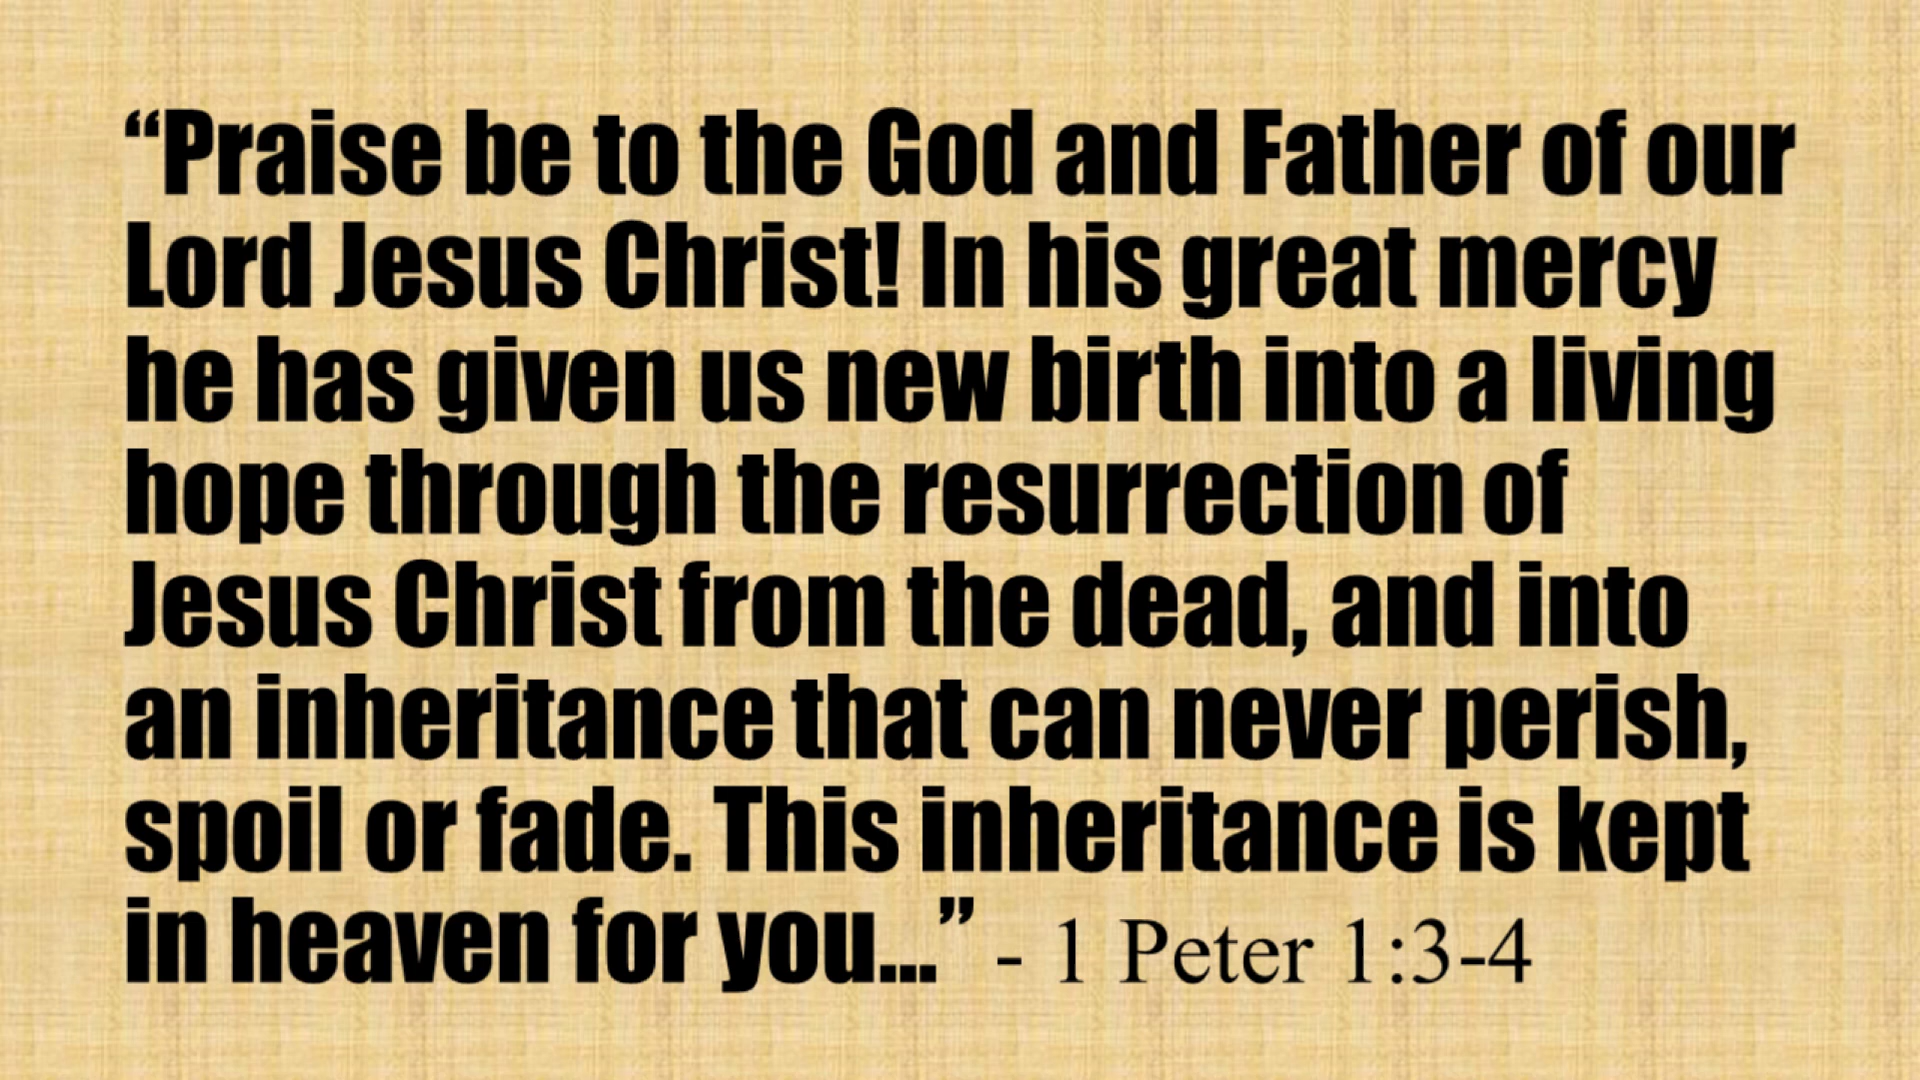 “Praise be to the God and Father of our
Lord Jesus Christ! In his great mercy
he has given us new birth into a living
hope through the resurrection of
Jesus Christ from the dead, and into
an inheritance that can never perish,
spoil or fade. This inheritance is kept
in heaven for you...” - 1 Peter 1:3-4